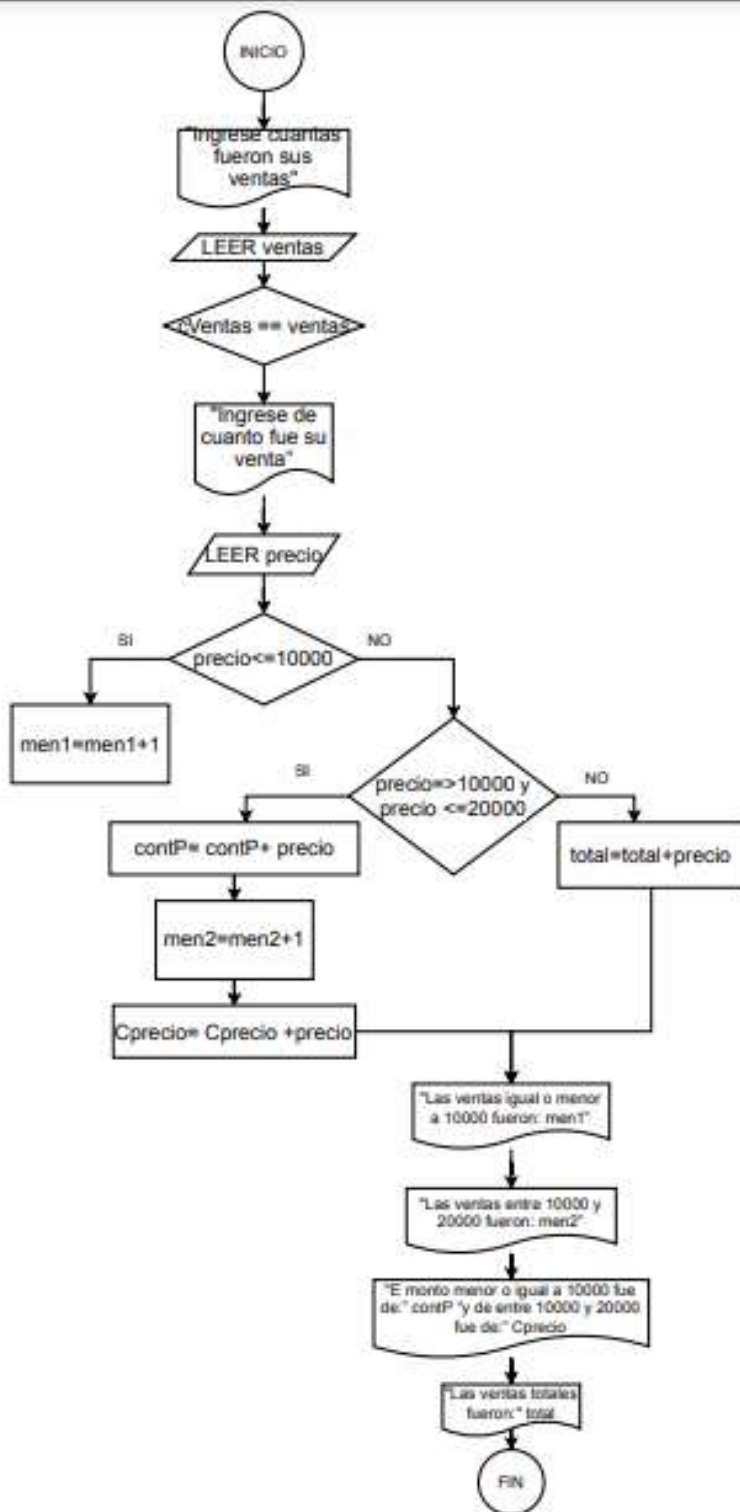 INICIO
"Ingrese cuantas
fueron sus
ventas"
LEER ventas
cVentas == ventas
"Ingrese de
cuanto fue su
venta"
LEER precio
SI
NO
precio<=10000
men1=men1+1
SI
NO
precio=>10000 y
precio <=20000
contP= contP+ precio
total=total+precio
men2=men2+1
Cprecio= Cprecio +precio
"Las ventas igual o menor
a 10000 fueron: men1"
"Las ventas entre 10000 y
20000 fueron: men2"
"E monto menor o igual a 10000 fue
de:" contP "y de entre 10000 y 20000
fue de:" Cprecio
"Las ventas totales
fueron:" total
FIN